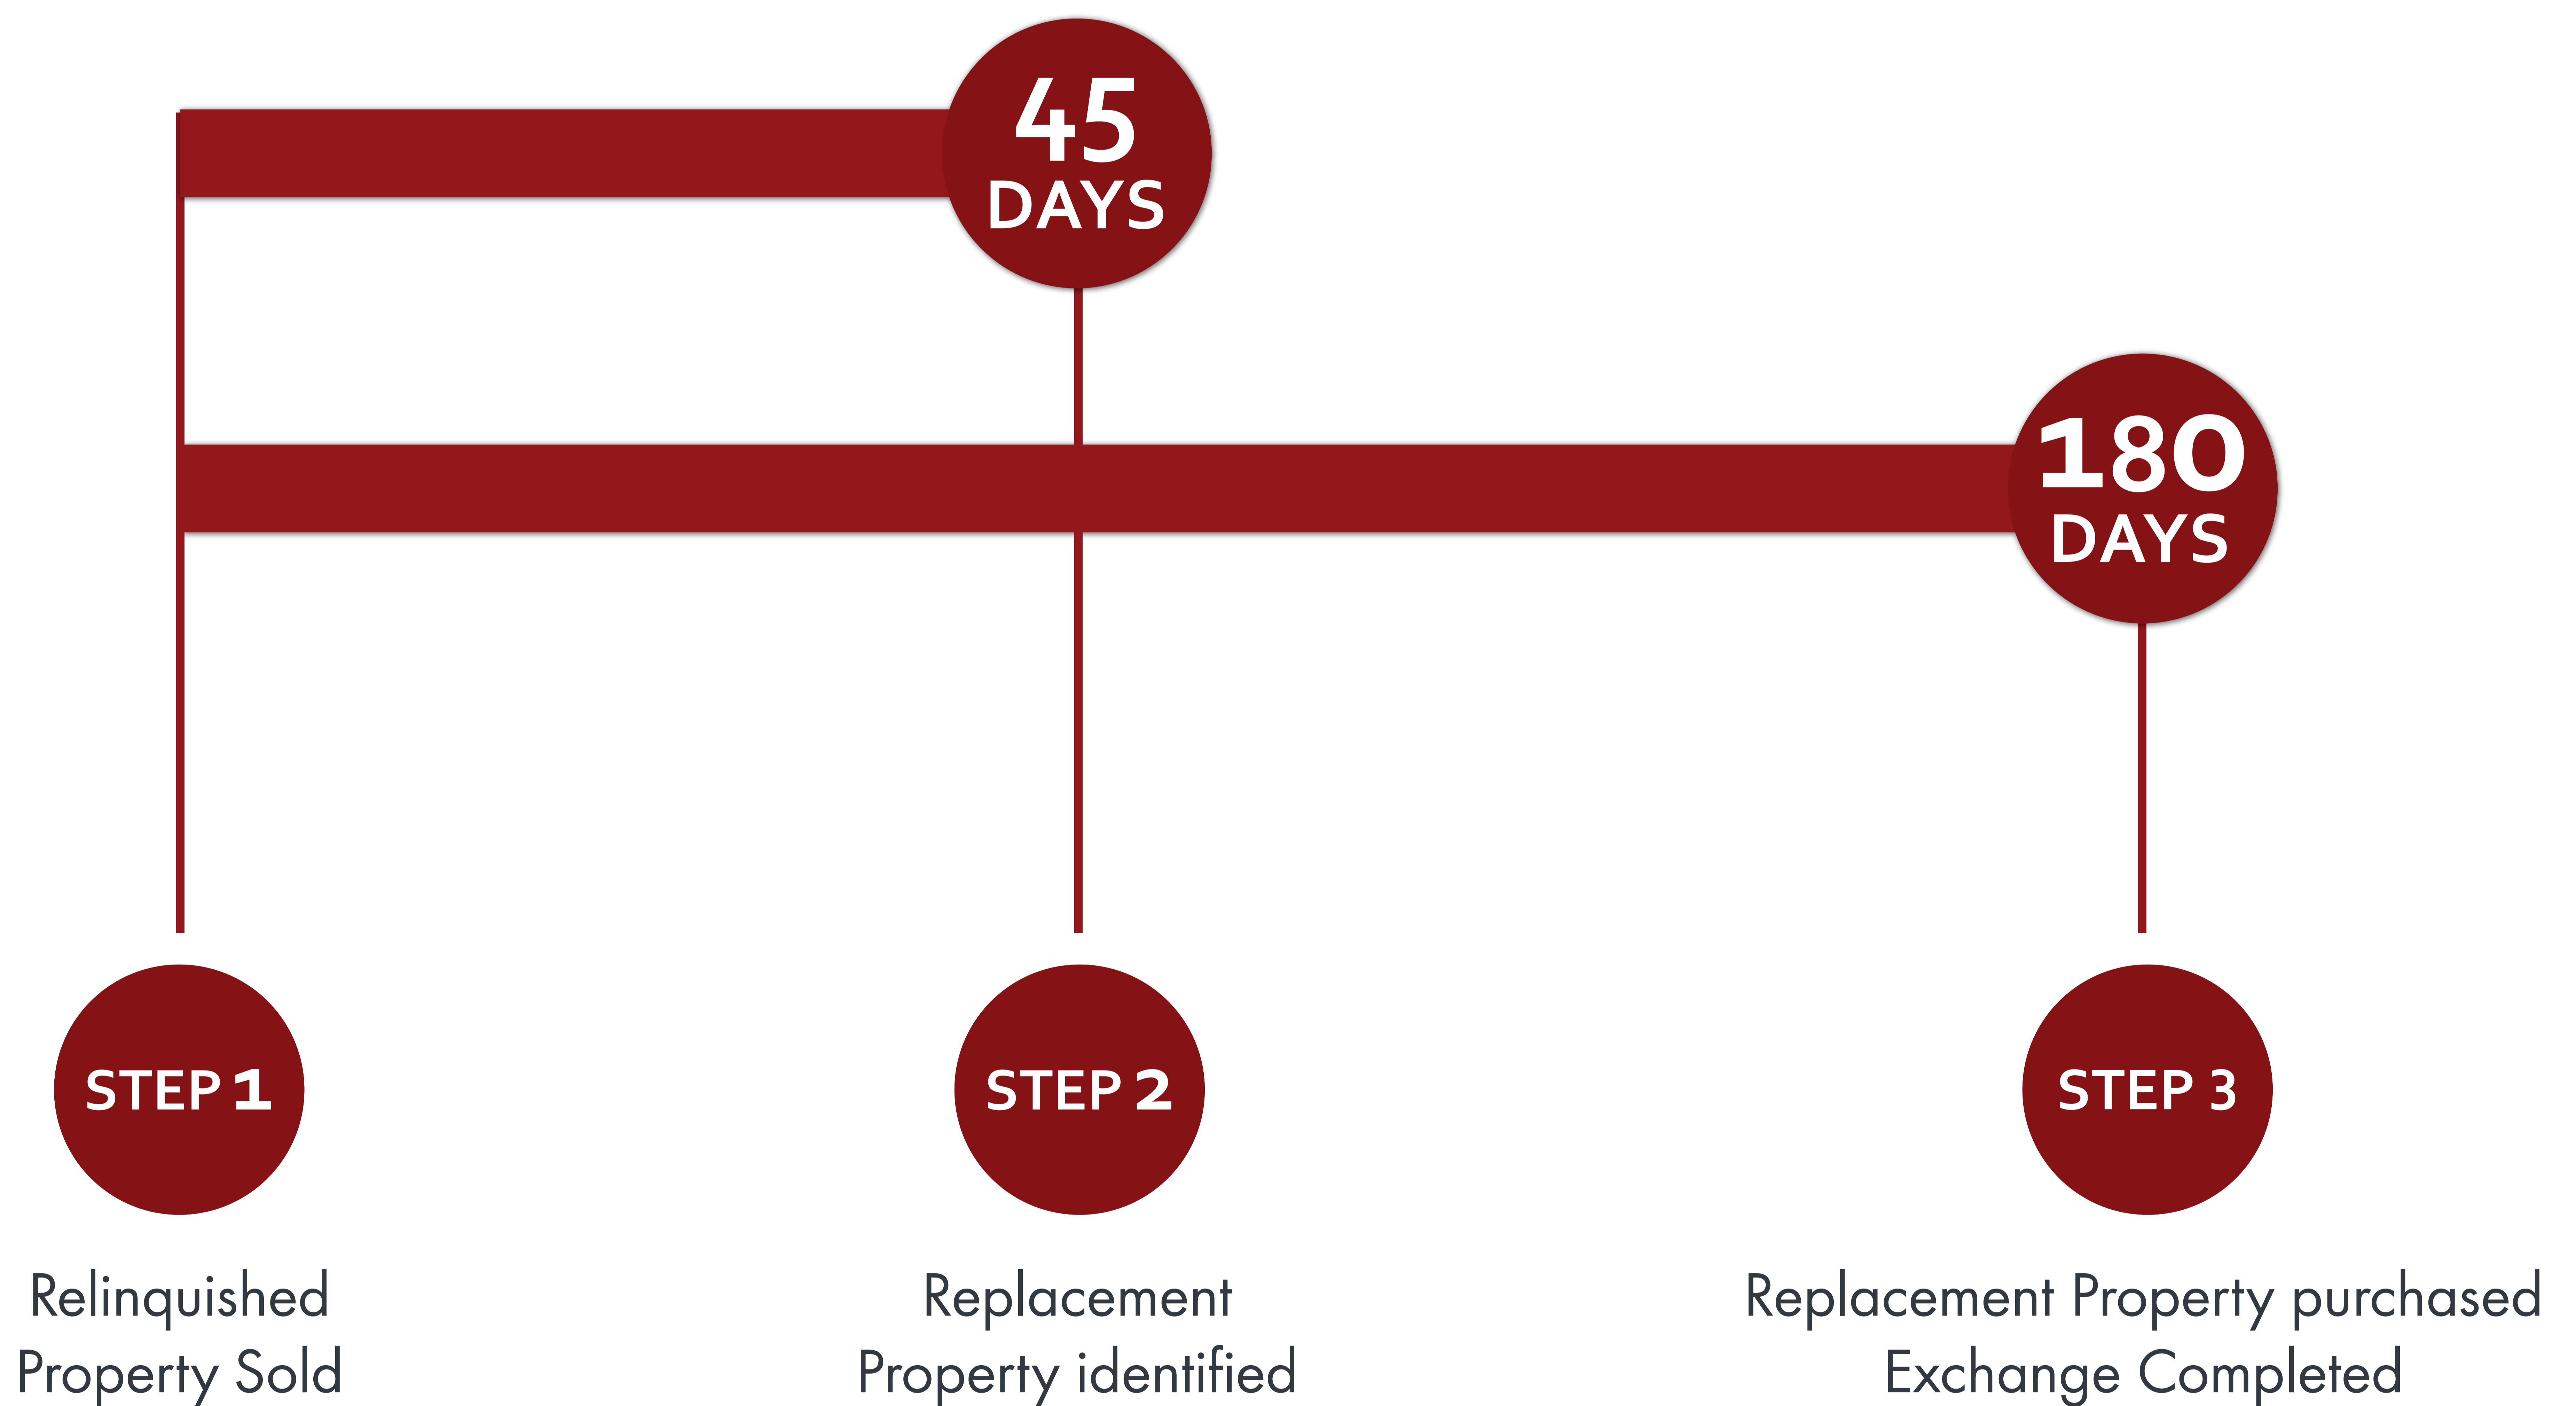 45
DAYS
180
DAYS
STEP 1
STEP 2
STEP 3
Relinquished
Property Sold
Replacement
Property identified
Replacement Property purchased
Exchange Completed